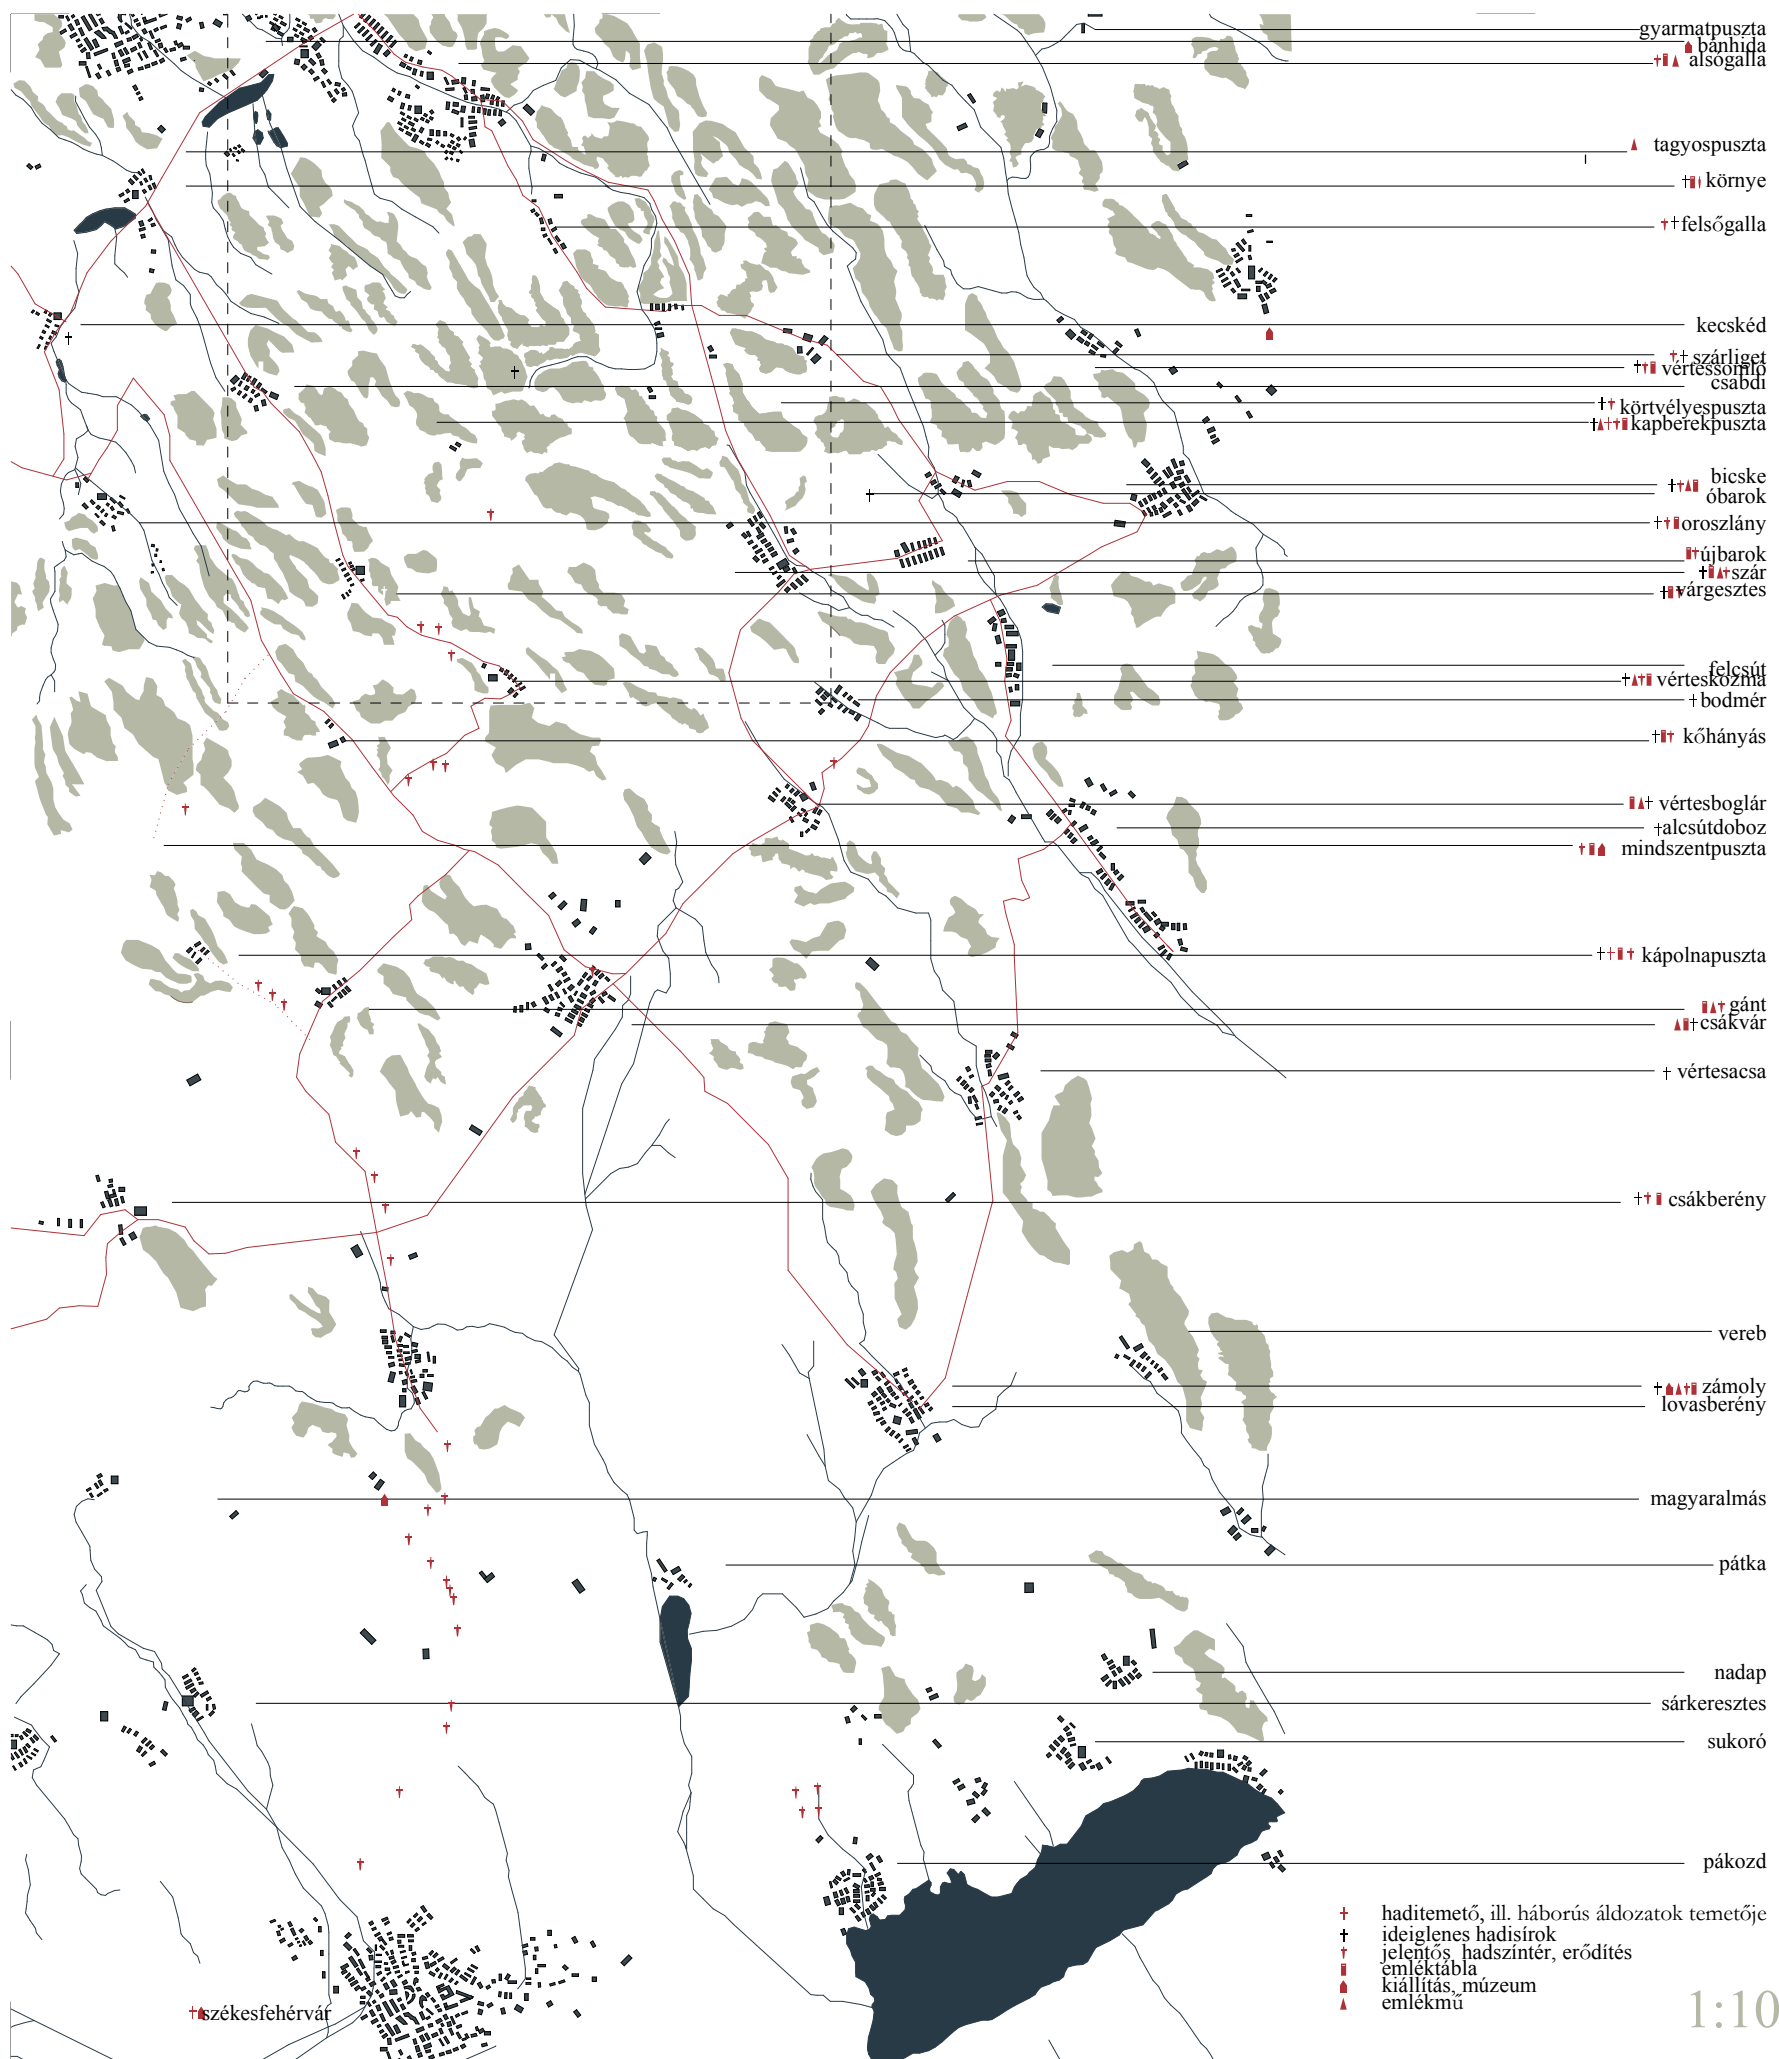 gyarmatpuszta
bánhida
alsógalla
tagyospuszta
környe
felsőgalla
kecskéd
szárliget
vértessomló
csabdi
körtvélyespuszta
kapberekpuszta
bicske
óbarok
oroszlány
újbarok
szár
várgesztes
felcsút
vérteskozma
bodmér
kőhányás
vértesboglár
alcsútdoboz
mindszentpuszta
kápolnapuszta
gánt
csákvár
vértesacsa
csákberény
vereb
zámoly
lovasberény
magyaralmás
pátka
nadap
sárkeresztes
sukoró
pákozd
haditemető, ill. háborús áldozatok temetője
ideiglenes hadisírok
jelentős hadszíntér, erődítés
emléktábla
kiállítás, múzeum
emlékmű
székesfehérvár
1:10